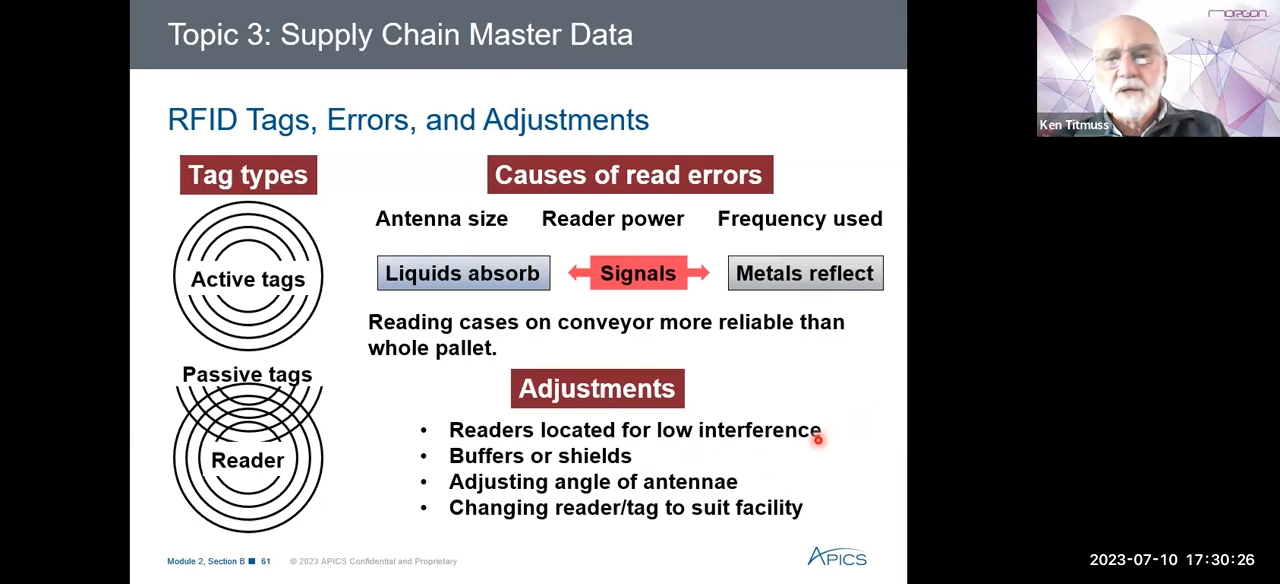 Topic 3: Supply Chain Master Data
MORGON
Ken Titmuss
RFID Tags, Errors, and Adjustments
Tag types
Active tags
Passive tags
Reader
Causes of read errors
Antenna size Reader power Frequency used
Liquids absorb Signals Metals reflect
Reading cases on conveyor more reliable than
whole pallet.
Adjustments
• Readers located for low interference
• Buffers or shields
• Adjusting angle of antennae
• Changing reader/tag to suit facility
Module 2, Section B ■ 61 © 2023 APICS Confidential and Proprietary
APICS
2023-07-10 17:30:26